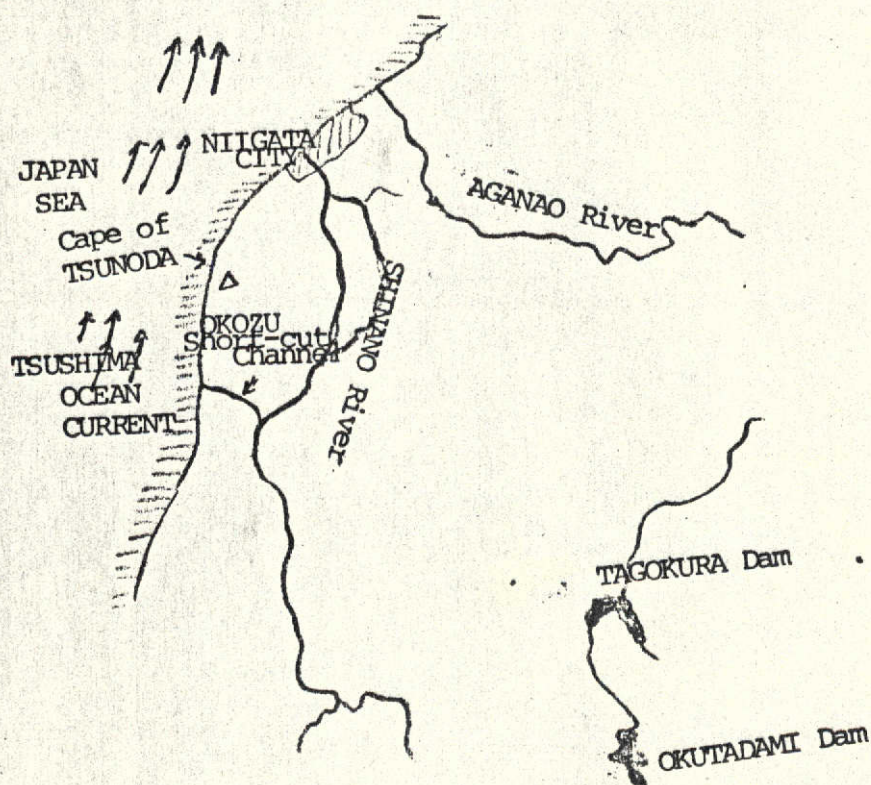 NIIGATA
CITY
JAPAN
SEA
AGANAO River
Cape of
TSUNODA
OKOZU
Short-cut
Channel
SHINANO River
TSUSHIMA
OCEAN
CURRENT
TAGOKURA Dam
OKUTADAMI Dam